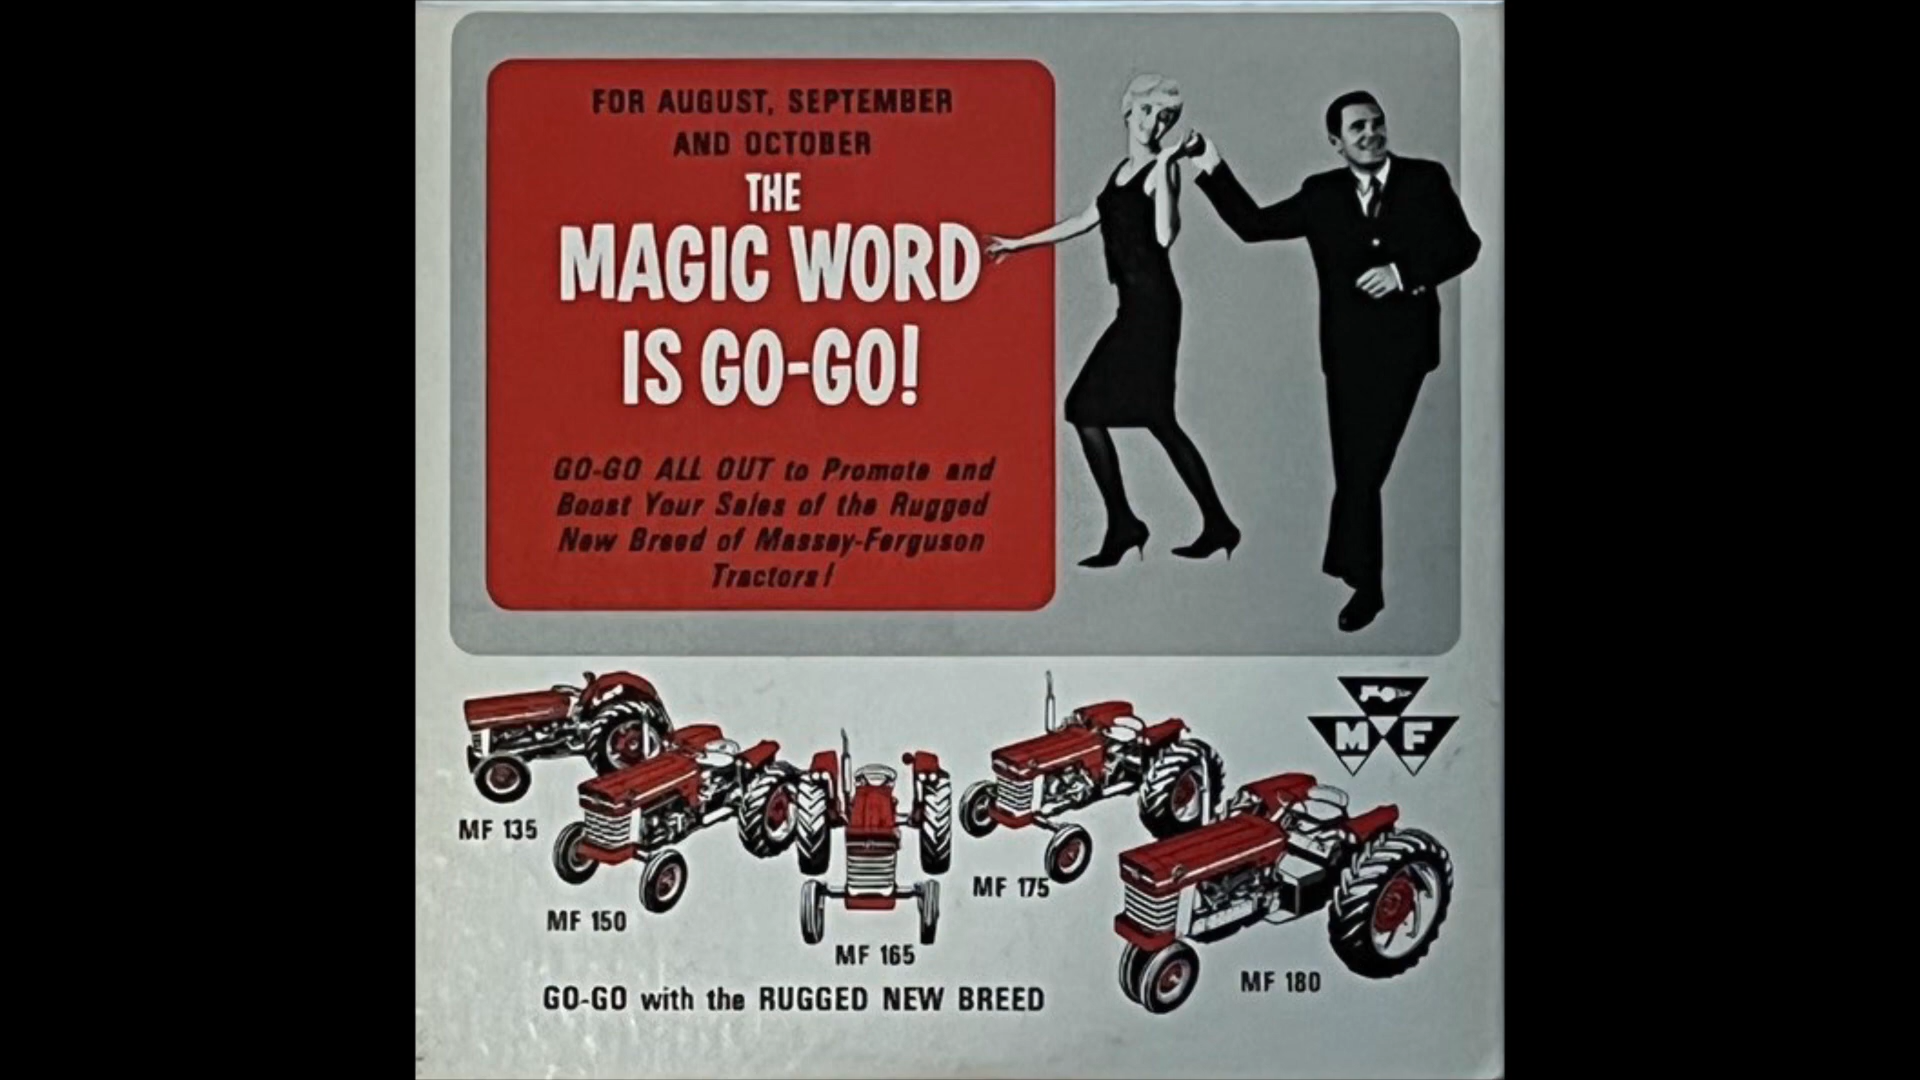 FOR AUGUST, SEPTEMBER
AND OCTOBER
THE
MAGIC WORD
IS GO-GO!
GO-GO ALL OUT to Promote and
Boost Your Sales of the Rugged
New Breed of Massey-Ferguson
Tractors!
MF
MF 135
MF 150
MF 165
MF 175
MF 180
GO-GO with the RUGGED NEW BREED